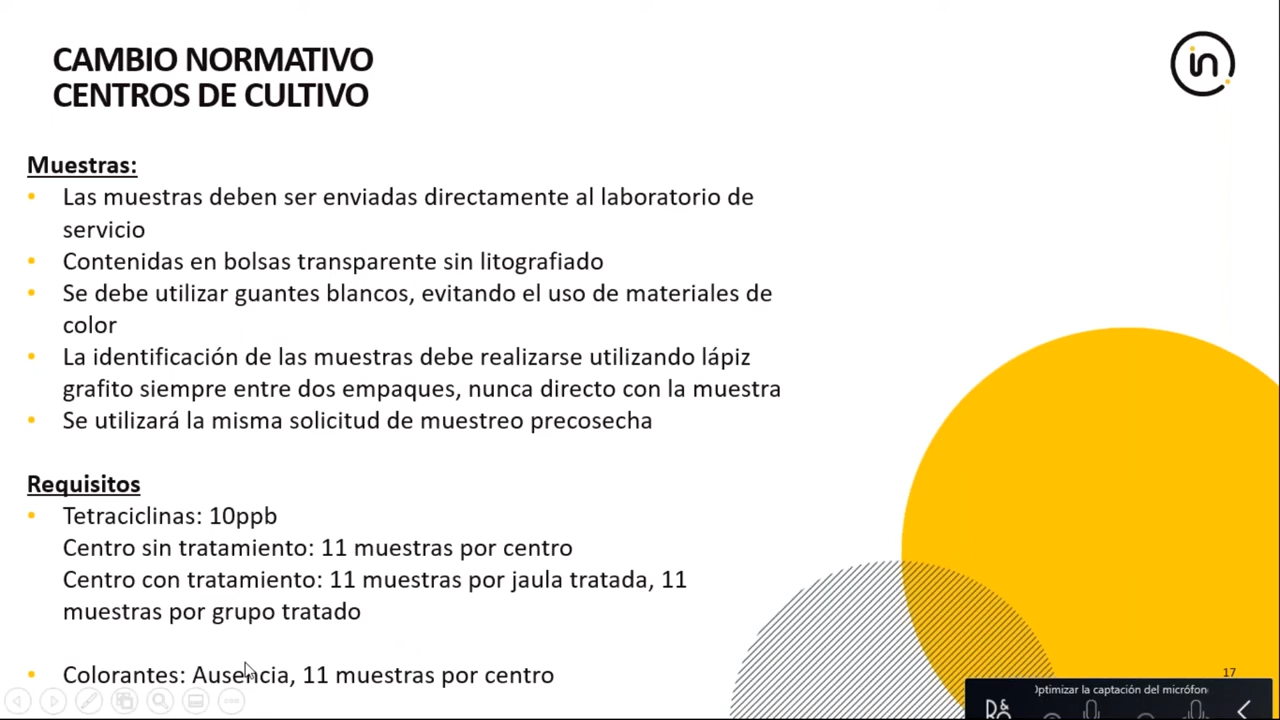 CAMBIO NORMATIVO
CENTROS DE CULTIVO
in
Muestras:
• Las muestras deben ser enviadas directamente al laboratorio de
servicio
• Contenidas en bolsas transparente sin litografiado
• Se debe utilizar guantes blancos, evitando el uso de materiales de
color
• La identificación de las muestras debe realizarse utilizando lápiz
grafito siempre entre dos empaques, nunca directo con la muestra
• Se utilizará la misma solicitud de muestreo precosecha
Requisitos
• Tetraciclinas: 10ppb
Centro sin tratamiento: 11 muestras por centro
Centro con tratamiento: 11 muestras por jaula tratada, 11
muestras por grupo tratado
• Colorantes: Ausencia, 11 muestras por centro
17
Optimizar la captación del micrófon